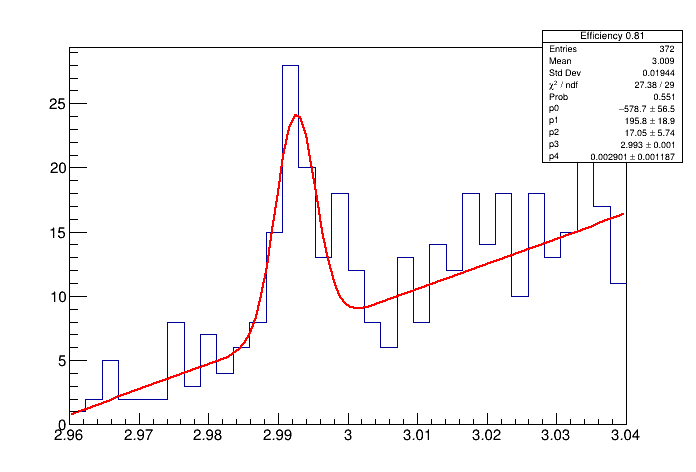 Efficiency 0.81
Entries 372
Mean 3.009
Std Dev 0.01944
χ² / ndf 27.38 / 29
Prob 0.551
p0 −578.7 ± 56.5
p1 195.8 ± 18.9
p2 17.05 ± 5.74
p3 2.993 ± 0.001
p4 0.002901 ± 0.001187
25
20
15
10
5
0
2.96 2.97 2.98 2.99 3 3.01 3.02 3.03 3.04